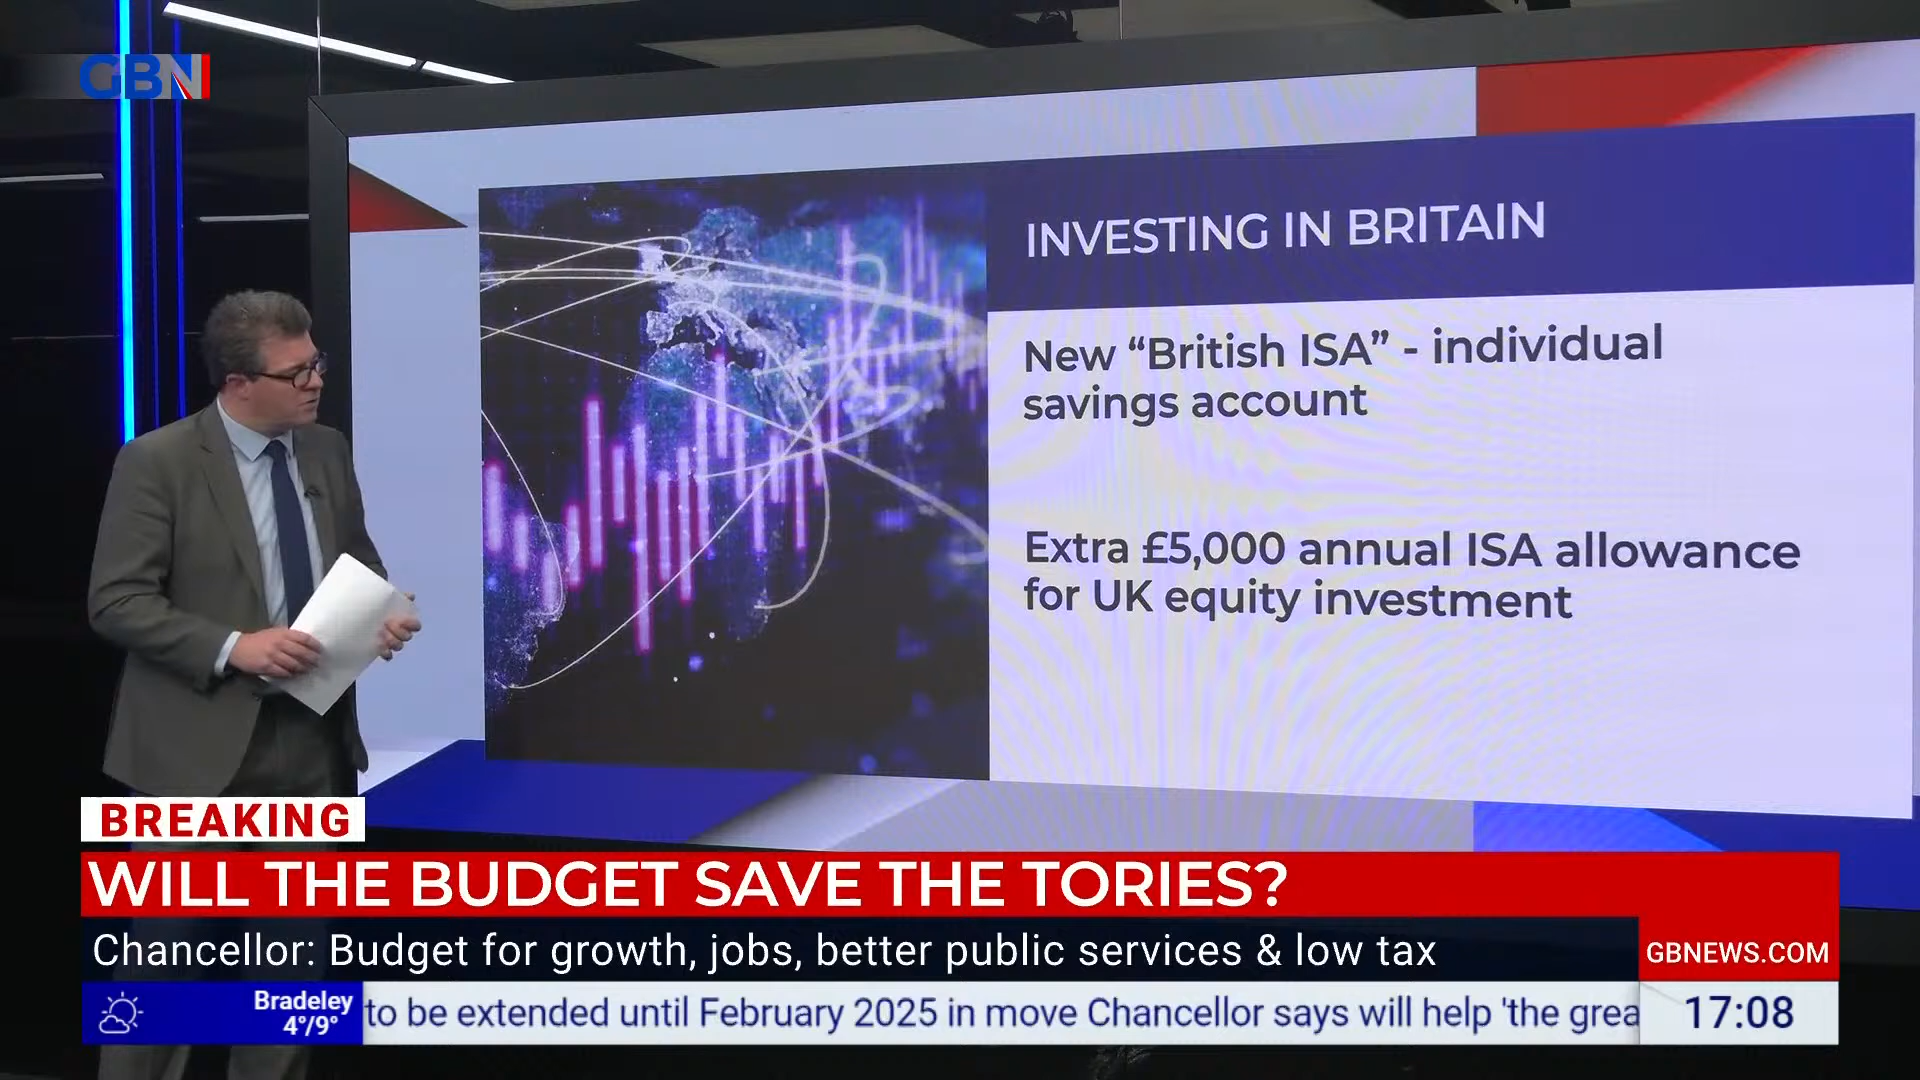 GBN
INVESTING IN BRITAIN
New “British ISA” - individual
savings account
Extra £5,000 annual ISA allowance
for UK equity investment
BREAKING
WILL THE BUDGET SAVE THE TORIES?
Chancellor: Budget for growth, jobs, better public services & low tax
GBNEWS.COM
Bradeley
4°/9°
to be extended until February 2025 in move Chancellor says will help 'the grea
17:08